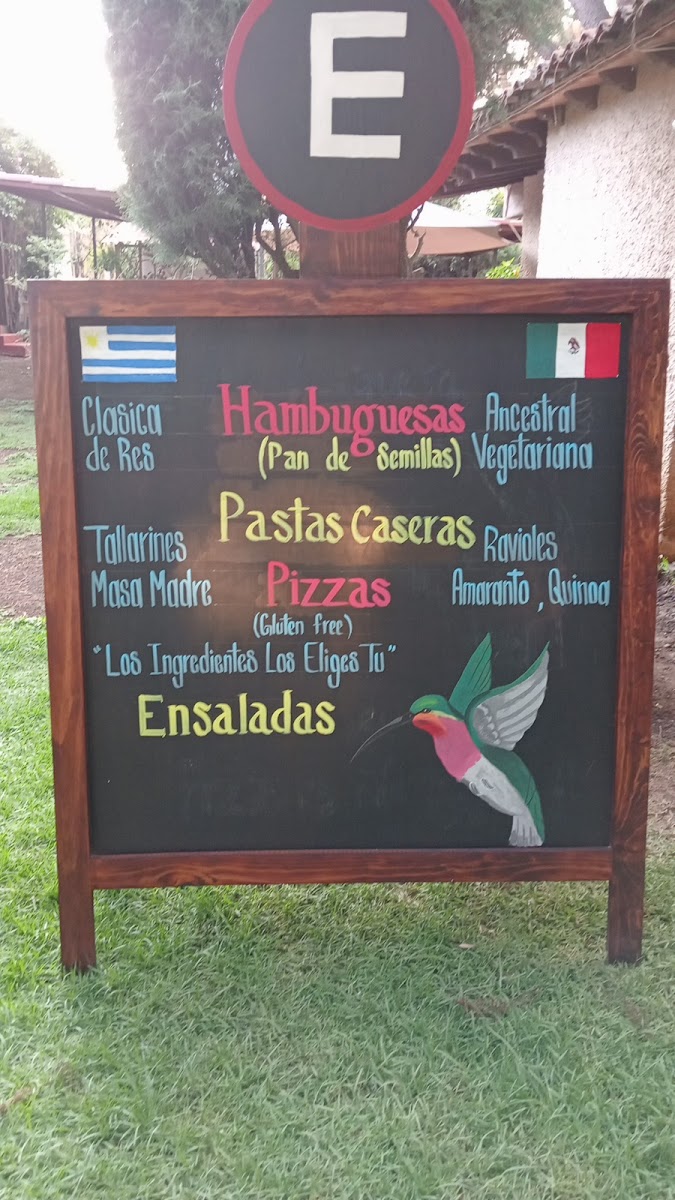 E
Clasica Hambuguesas Ancestral
de Res (Pan de Semillas) Vegetariana
Pastas Caseras
Tallarines Ravioles
Masa Madre Pizzas Amaranto, Quinoa
(Gluten free)
"Los Ingredientes Los Eliges Tu"
Ensaladas